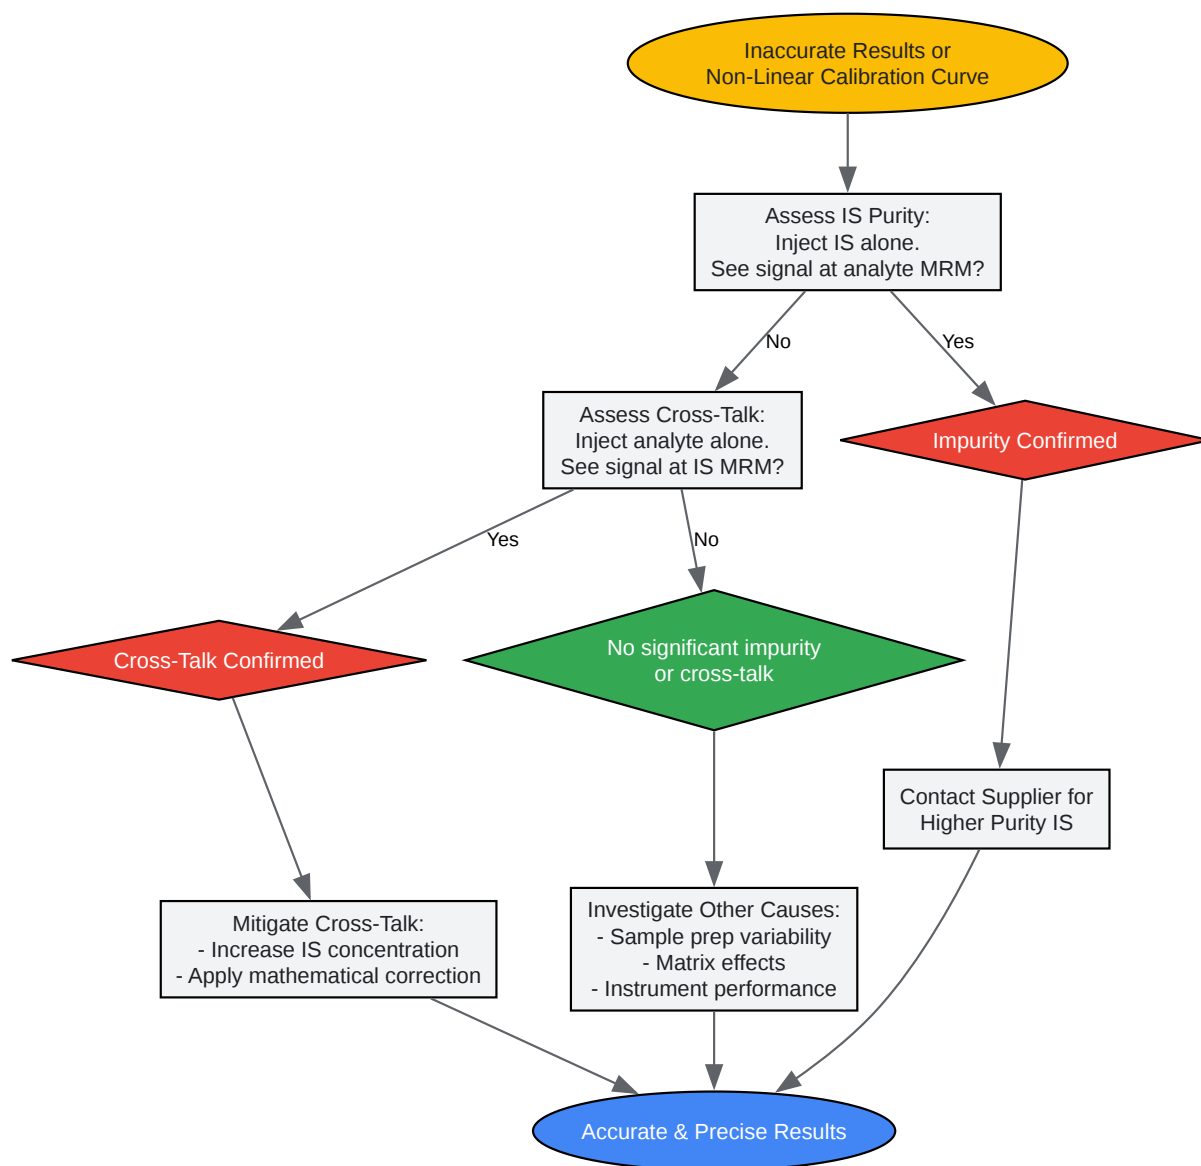 Inaccurate Results or
Non-Linear Calibration Curve
Assess IS Purity:
Inject IS alone.
See signal at analyte MRM?
No
Yes
Assess Cross-Talk:
Inject analyte alone.
See signal at IS MRM?
Impurity Confirmed
Yes
No
Cross-Talk Confirmed
No significant impurity
or cross-talk
Contact Supplier for
Higher Purity IS
Mitigate Cross-Talk:
- Increase IS concentration
- Apply mathematical correction
Investigate Other Causes:
- Sample prep variability
- Matrix effects
- Instrument performance
Accurate & Precise Results